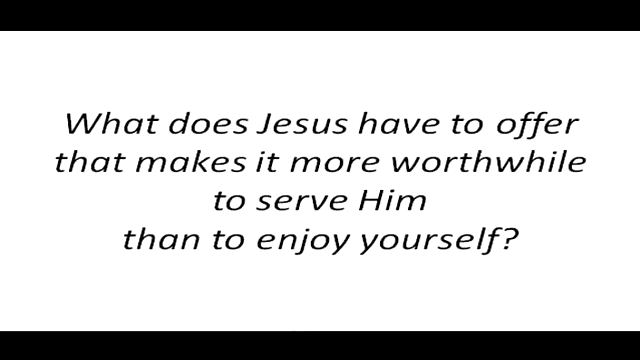 What does Jesus have to offer
that makes it more worthwhile
to serve Him
than to enjoy yourself?